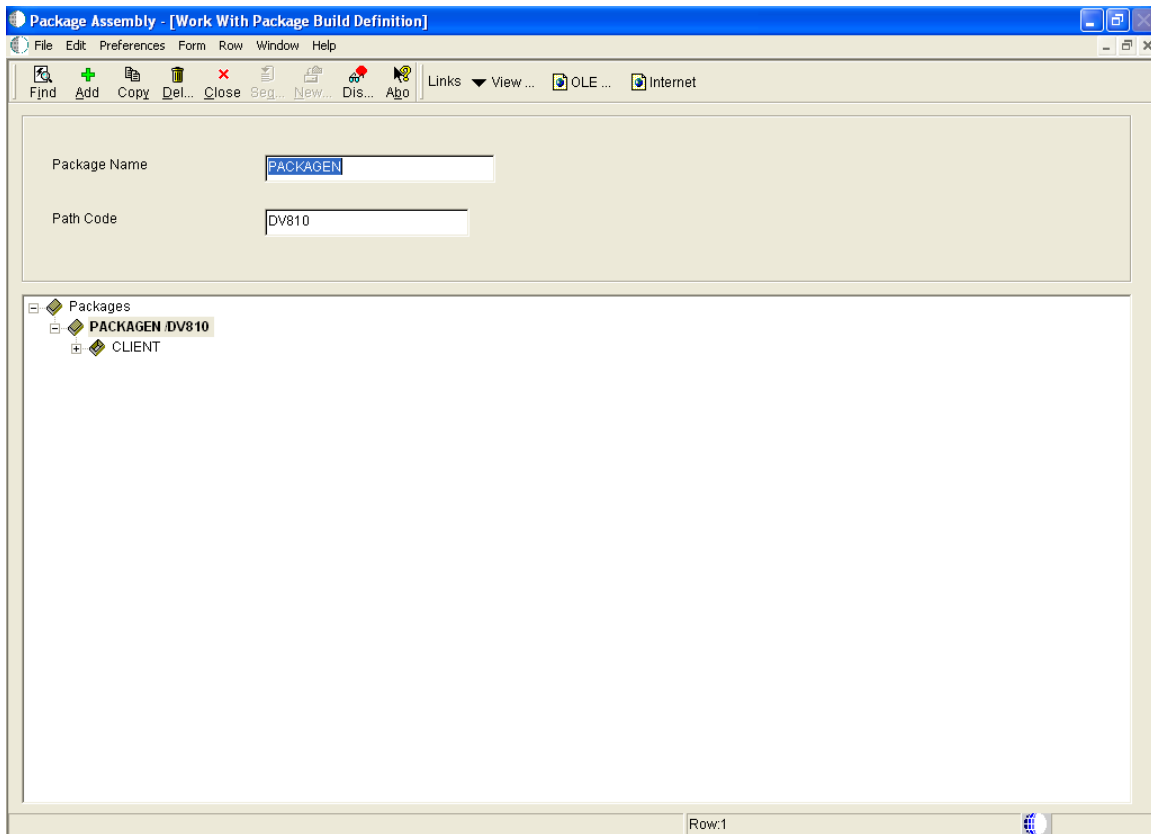 Package Assembly - [Work With Package Build Definition]
File Edit Preferences Form Row Window Help
Find Add Copy Del... Close Seq... New... Dis... Abo Links View ... OLE ... Internet
Package Name PACKAGEN
Path Code DV810
Packages
PACKAGEN /DV810
CLIENT
Row:1